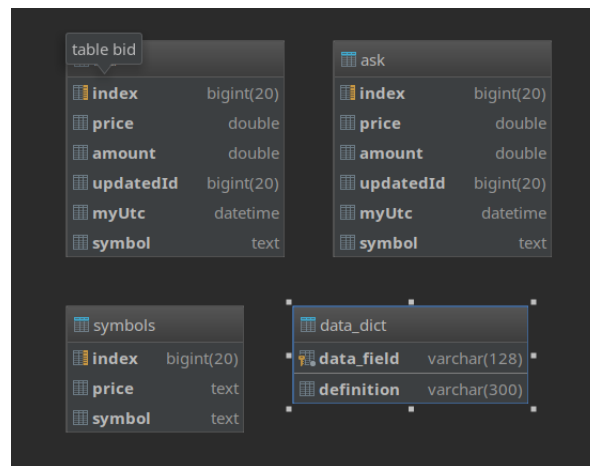 table bid
index bigint(20)
price double
amount double
updatedId bigint(20)
myUtc datetime
symbol text
ask
index bigint(20)
price double
amount double
updatedId bigint(20)
myUtc datetime
symbol text
symbols
index bigint(20)
price text
symbol text
data_dict
data_field varchar(128)
definition varchar(300)